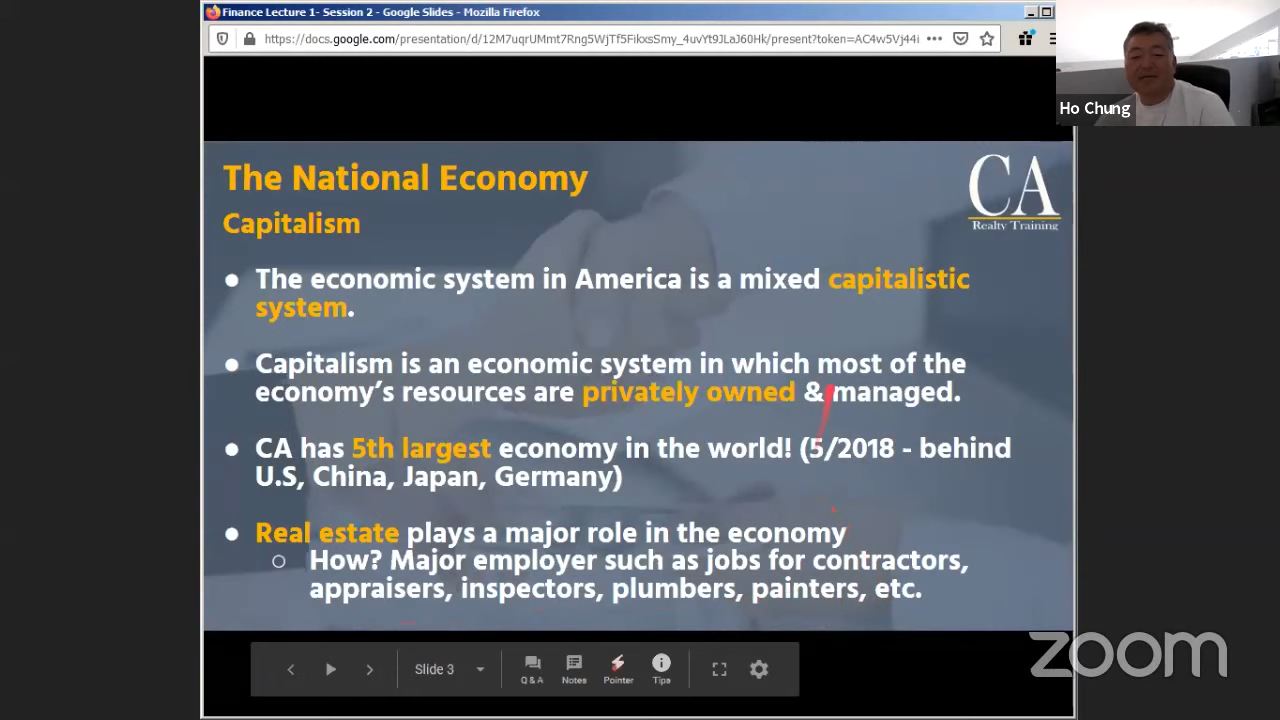 Finance Lecture 1- Session 2 - Google Slides - Mozilla Firefox
https://docs.google.com/presentation/d/12M7uqrUMmt7Rng5WjTf5FikxsSmy_4uvYt9JLaJ60Hk/present?token=AC4w5Vj44i
Ho Chung
The National Economy
CA
Realty Training
Capitalism
● The economic system in America is a mixed capitalistic
system.
● Capitalism is an economic system in which most of the
economy’s resources are privately owned & managed.
● CA has 5th largest economy in the world! (5/2018 - behind
U.S, China, Japan, Germany)
● Real estate plays a major role in the economy
○ How? Major employer such as jobs for contractors,
appraisers, inspectors, plumbers, painters, etc.
Slide 3
Q & A
Notes
Pointer
Tips
zoom